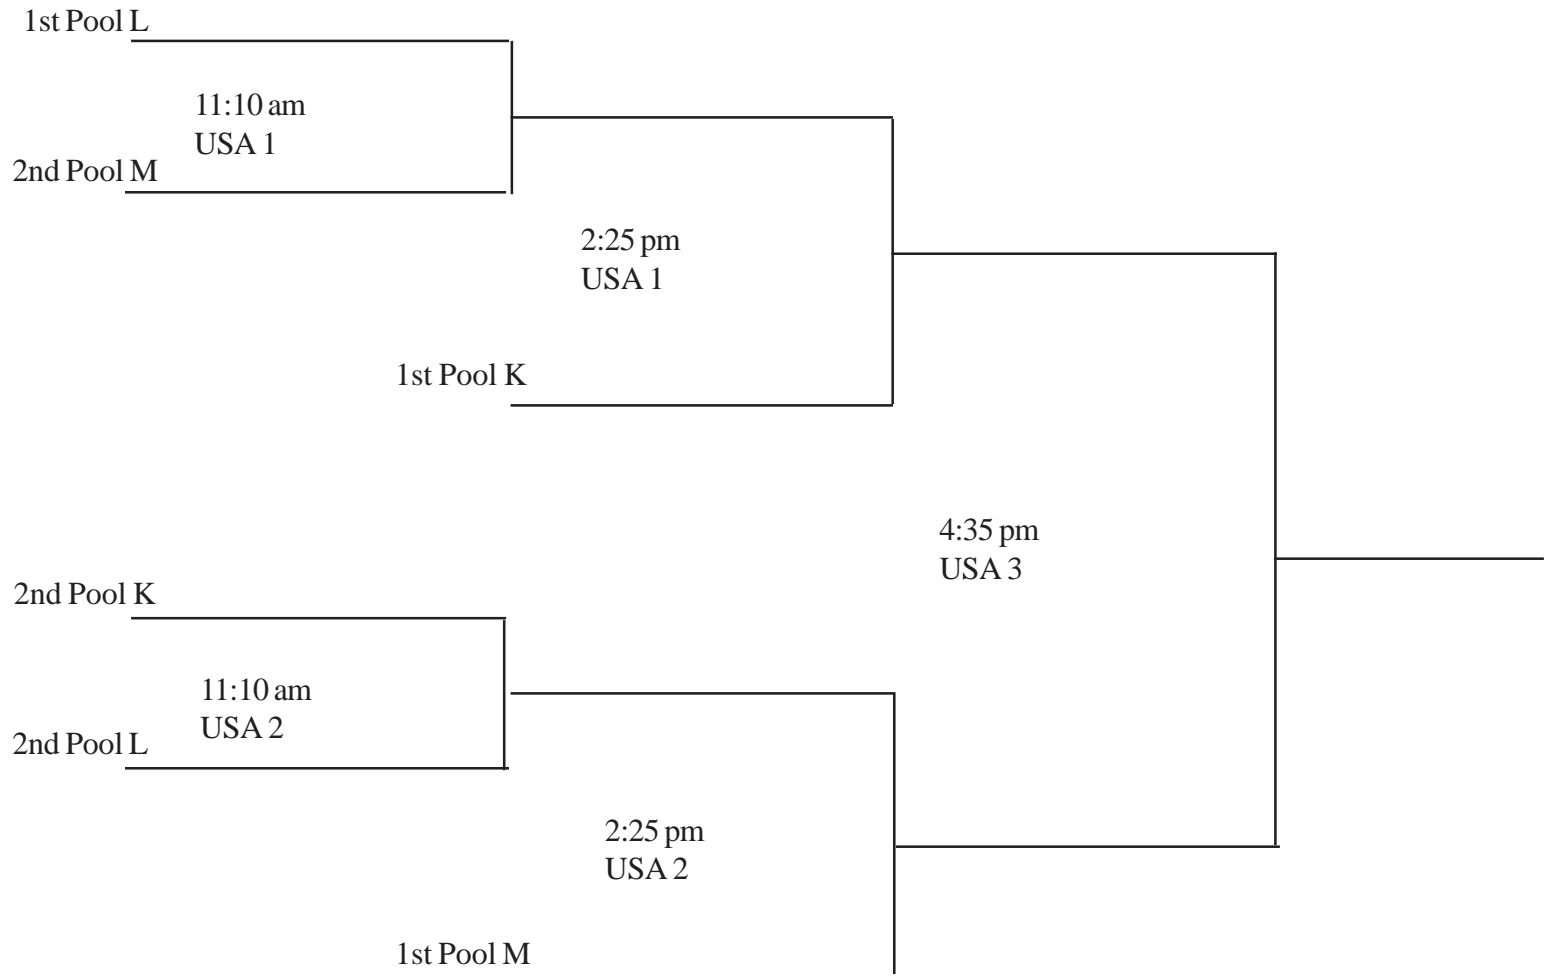 1st Pool L
11:10 am
USA 1
2nd Pool M
2:25 pm
USA 1
1st Pool K
4:35 pm
USA 3
2nd Pool K
11:10 am
USA 2
2nd Pool L
2:25 pm
USA 2
1st Pool M